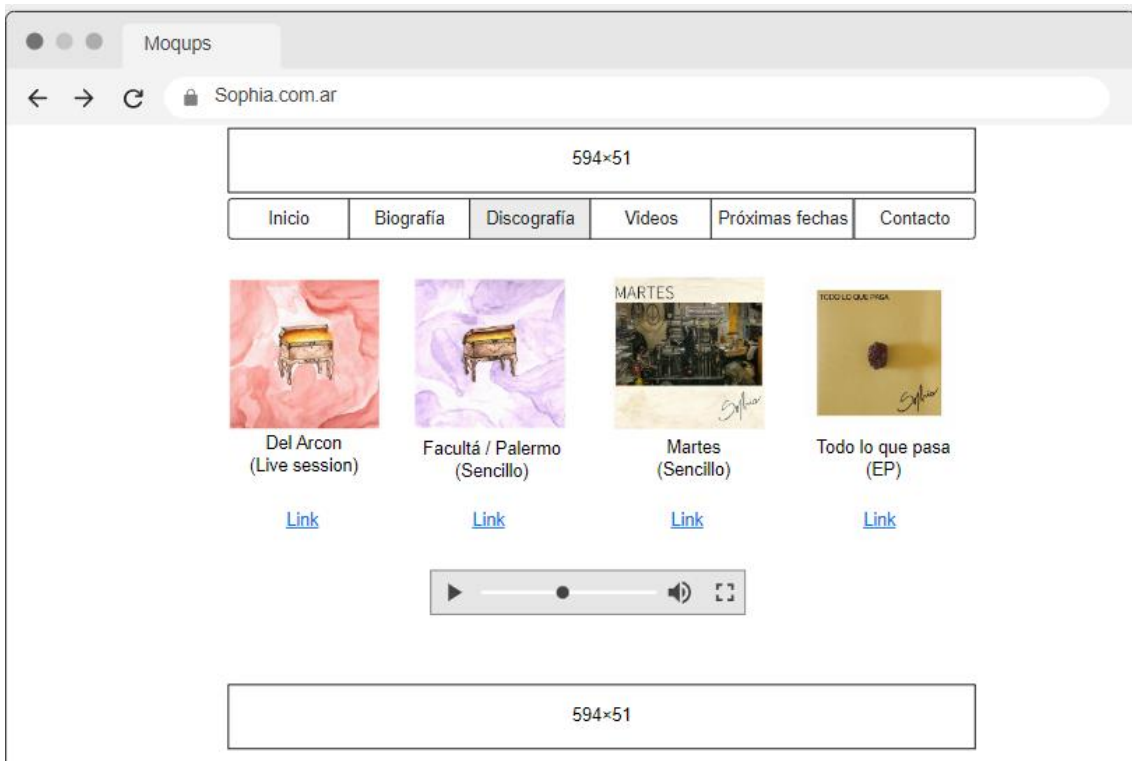 Moqups
Sophia.com.ar
594×51
Inicio
Biografía
Discografía
Videos
Próximas fechas
Contacto
MARTES
Sophia
TODO LO QUE PASA
Sophia
Del Arcon
(Live session)
Facultá / Palermo
(Sencillo)
Martes
(Sencillo)
Todo lo que pasa
(EP)
Link
Link
Link
Link
594×51